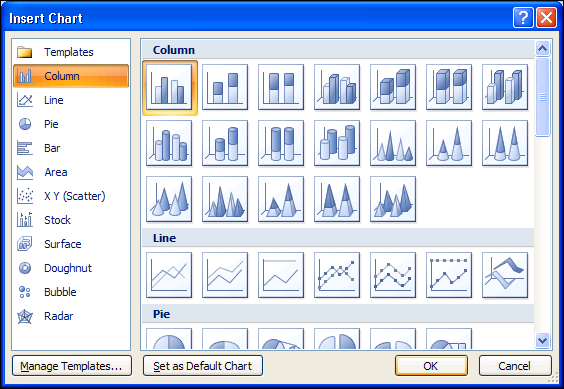 Insert Chart
Templates
Column
Line
Pie
Bar
Area
X Y (Scatter)
Stock
Surface
Doughnut
Bubble
Radar
Column
Line
Pie
Manage Templates...
Set as Default Chart
OK
Cancel